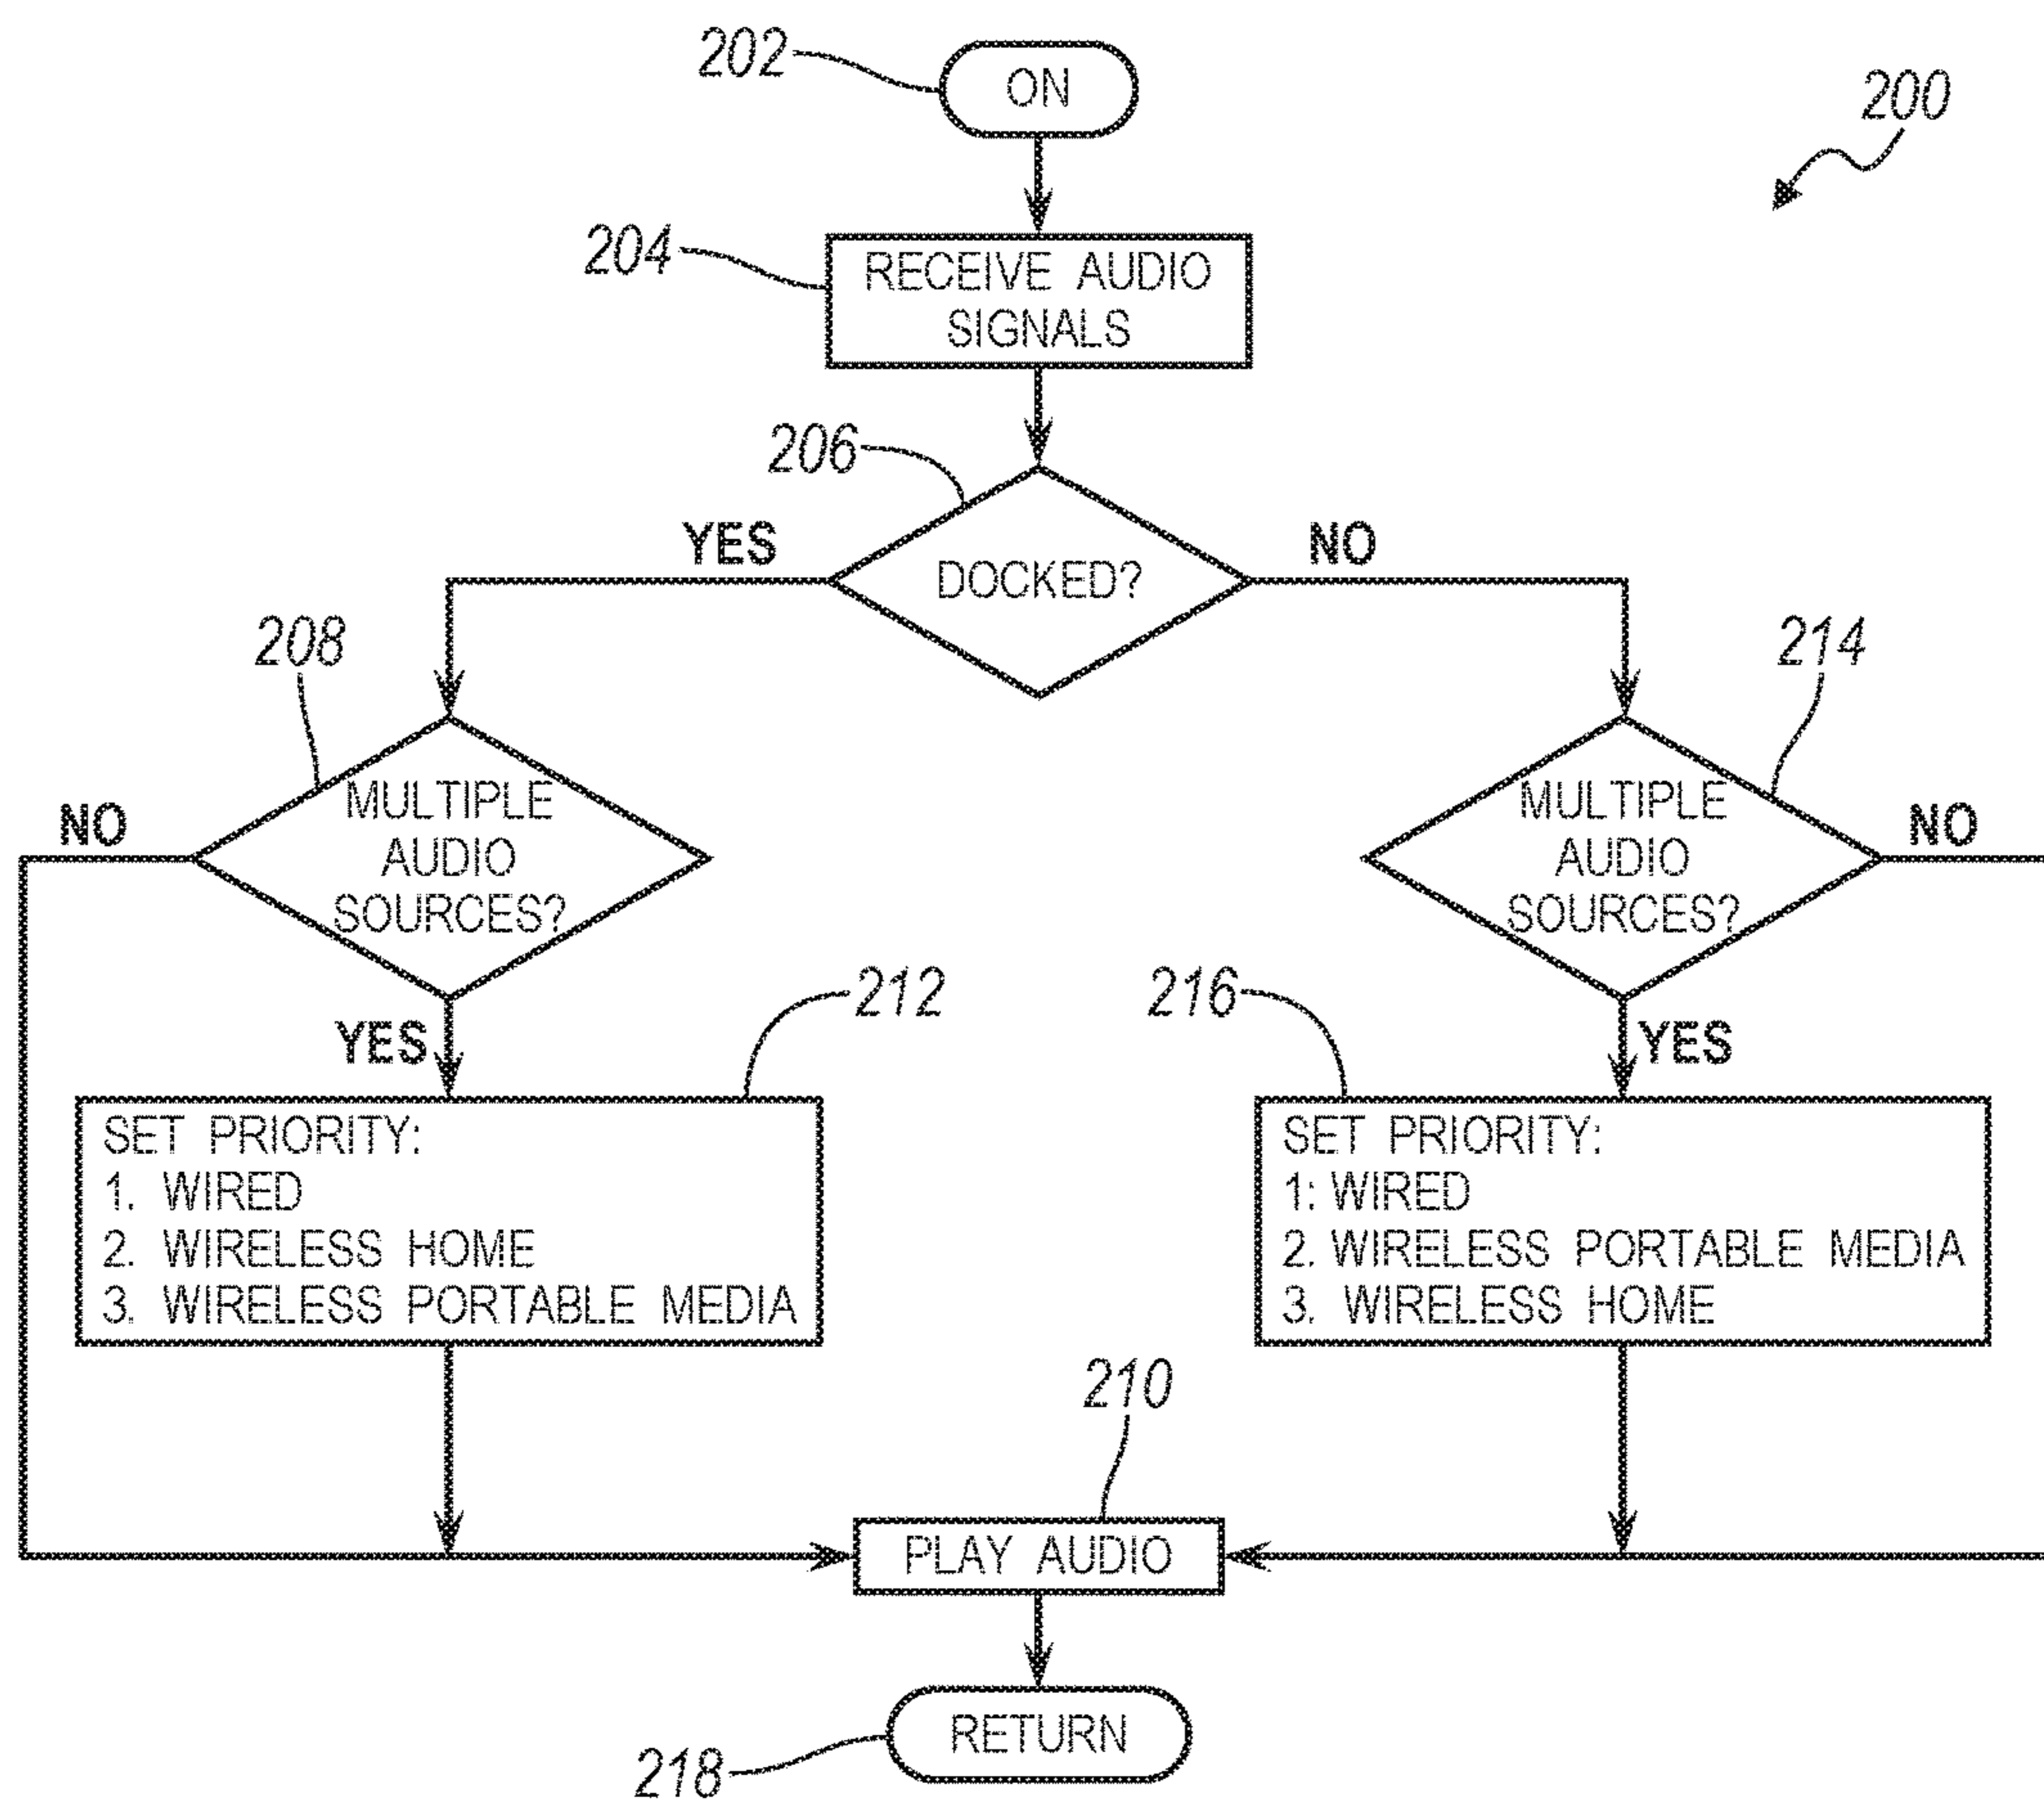 202
ON
200
204
RECEIVE AUDIO
SIGNALS
206
YES
DOCKED?
NO
208
214
NO
MULTIPLE
AUDIO
SOURCES?
MULTIPLE
AUDIO
SOURCES?
NO
YES
212
216
YES
SET PRIORITY:
1. WIRED
2. WIRELESS HOME
3. WIRELESS PORTABLE MEDIA
SET PRIORITY:
1: WIRED
2. WIRELESS PORTABLE MEDIA
3. WIRELESS HOME
210
PLAY AUDIO
RETURN
218